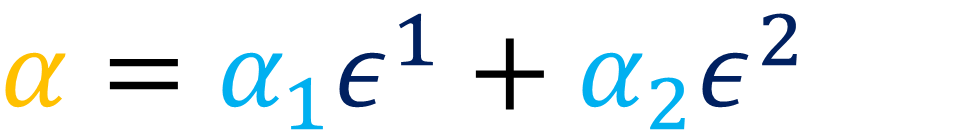 α = α₁ϵ¹ + α₂ϵ²